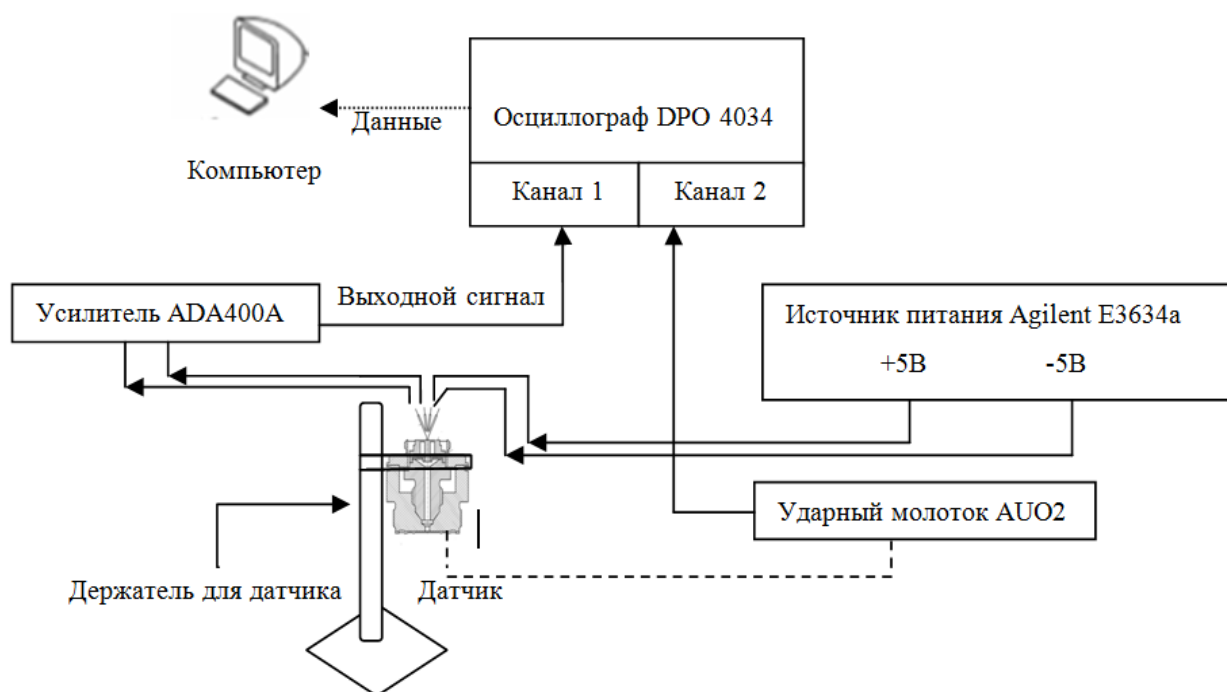 Осциллограф DPO 4034
Данные
Компьютер
Канал 1
Канал 2
Усилитель ADA400A
Выходной сигнал
Источник питания Agilent E3634a
+5В
-5В
Ударный молоток AUO2
Держатель для датчика
Датчик